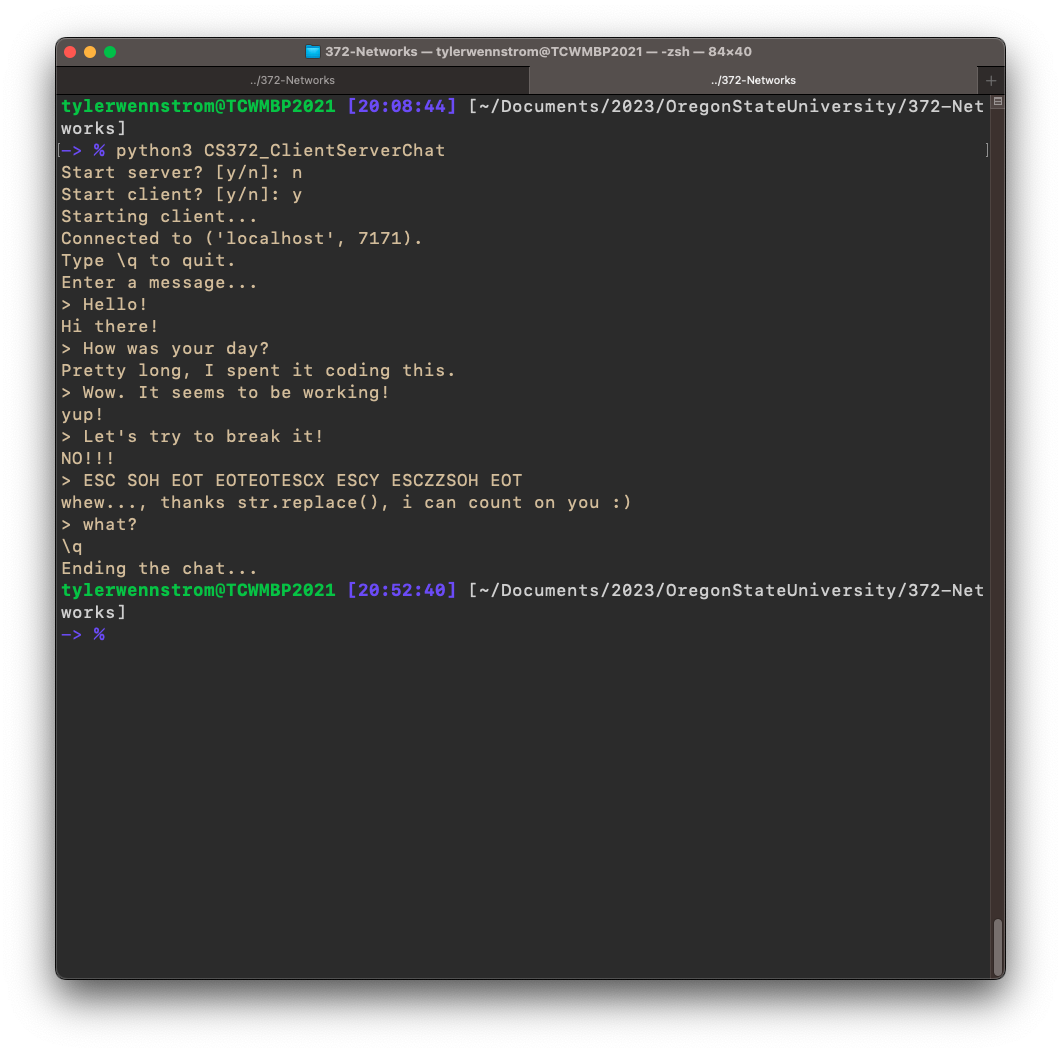 372-Networks — tylerwennstrom@TCWMBP2021 — -zsh — 84×40
../372-Networks ../372-Networks +
tylerwennstrom@TCWMBP2021 [20:08:44] [~/Documents/2023/OregonStateUniversity/372-Net
works]
[-> % python3 CS372_ClientServerChat ]
Start server? [y/n]: n
Start client? [y/n]: y
Starting client...
Connected to ('localhost', 7171).
Type \q to quit.
Enter a message...
> Hello!
Hi there!
> How was your day?
Pretty long, I spent it coding this.
> Wow. It seems to be working!
yup!
> Let's try to break it!
NO!!!
> ESC SOH EOT EOTEOTESCX ESCY ESCZZSOH EOT
whew..., thanks str.replace(), i can count on you :)
> what?
\q
Ending the chat...
tylerwennstrom@TCWMBP2021 [20:52:40] [~/Documents/2023/OregonStateUniversity/372-Net
works]
-> %